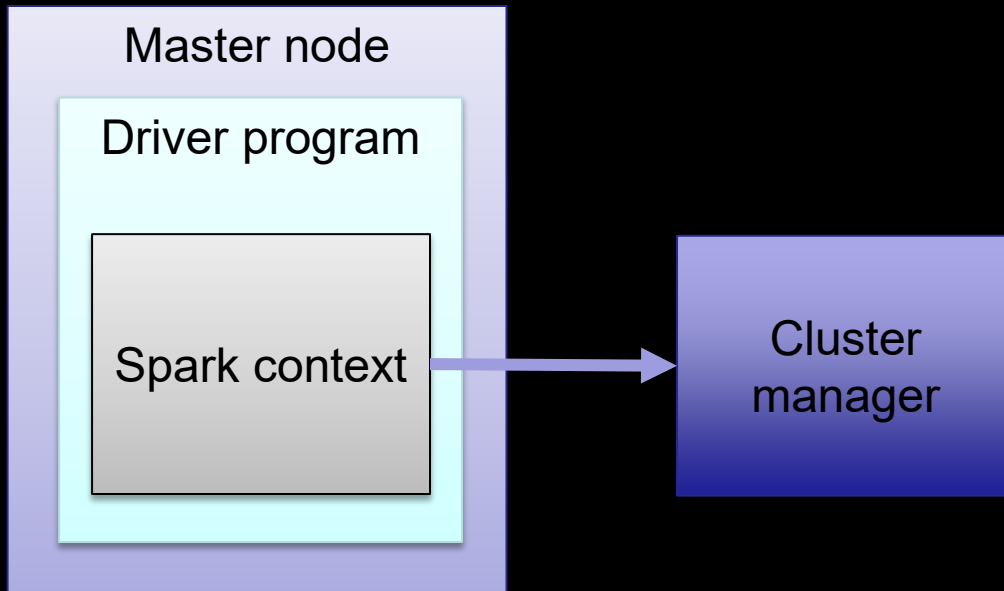 Master node
Driver program
Spark context
Cluster
manager